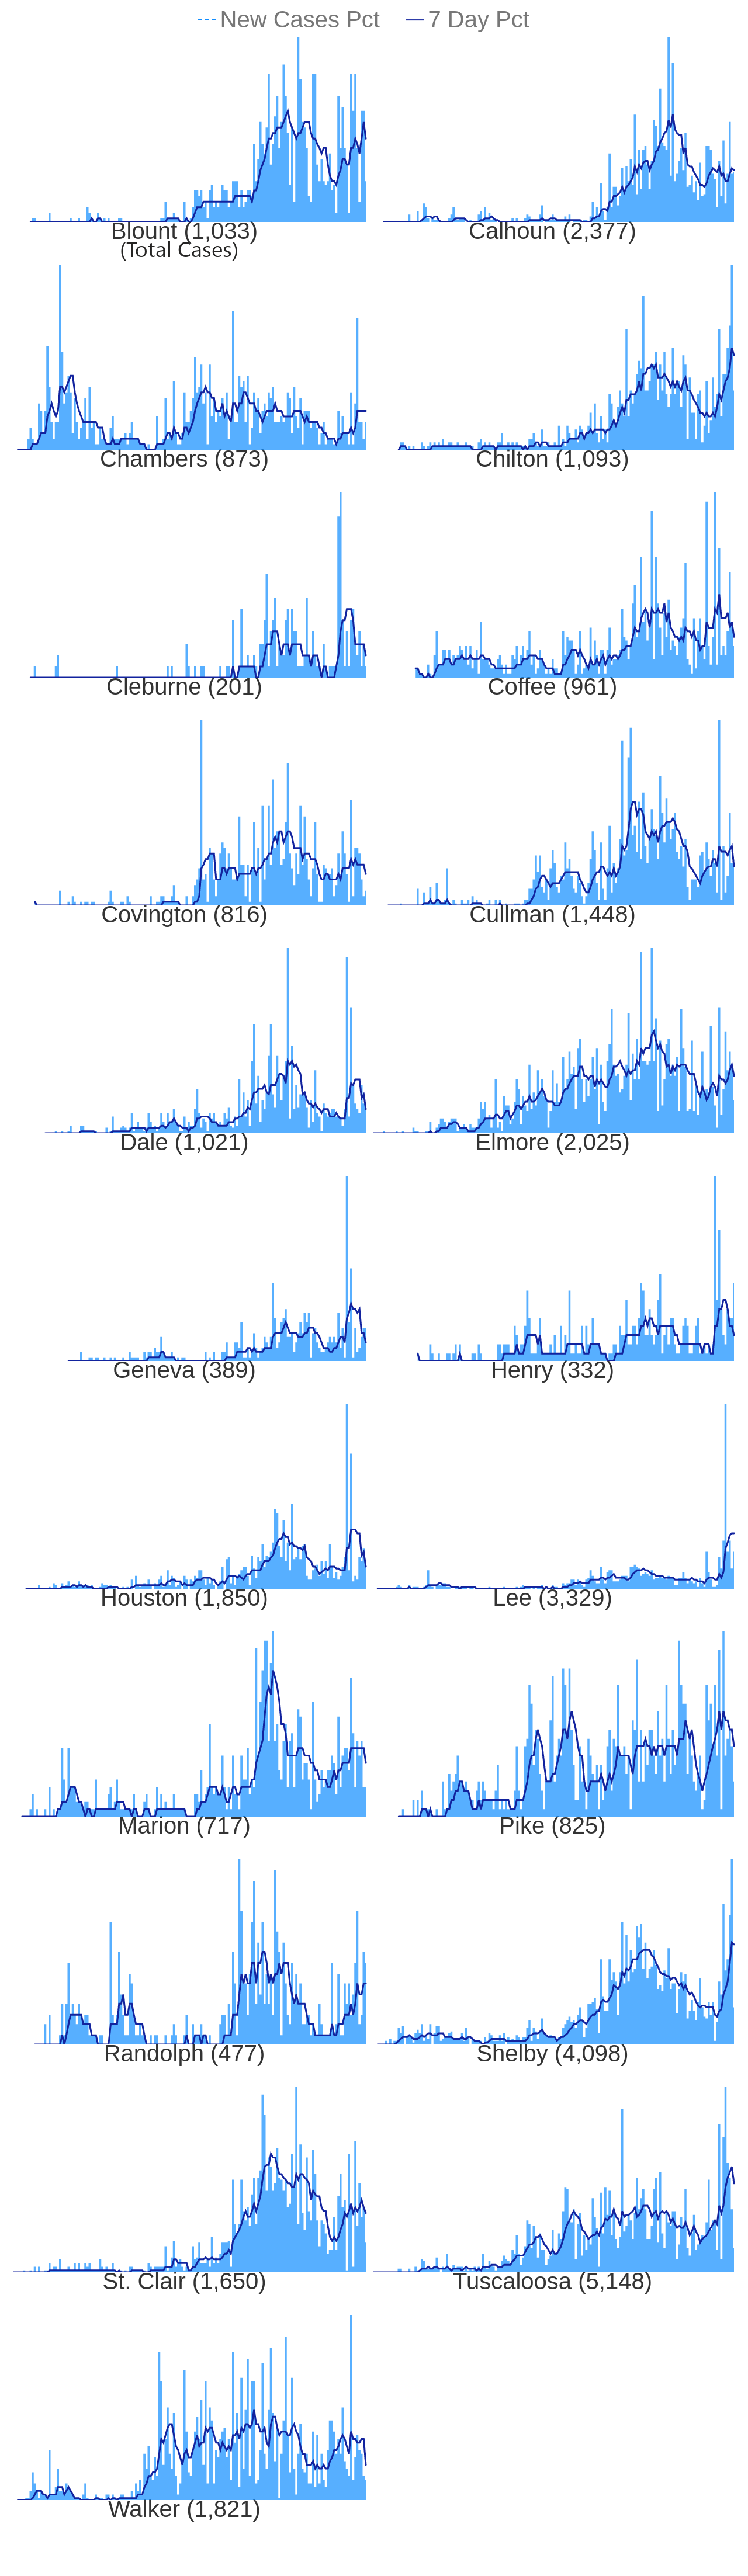 New Cases Pct 7 Day Pct
Blount (1,033) Calhoun (2,377)
(Total Cases)
Chambers (873) Chilton (1,093)
Cleburne (201) Coffee (961)
Covington (816) Cullman (1,448)
Dale (1,021) Elmore (2,025)
Geneva (389) Henry (332)
Houston (1,850) Lee (3,329)
Marion (717) Pike (825)
Randolph (477) Shelby (4,098)
St. Clair (1,650) Tuscaloosa (5,148)
Walker (1,821)